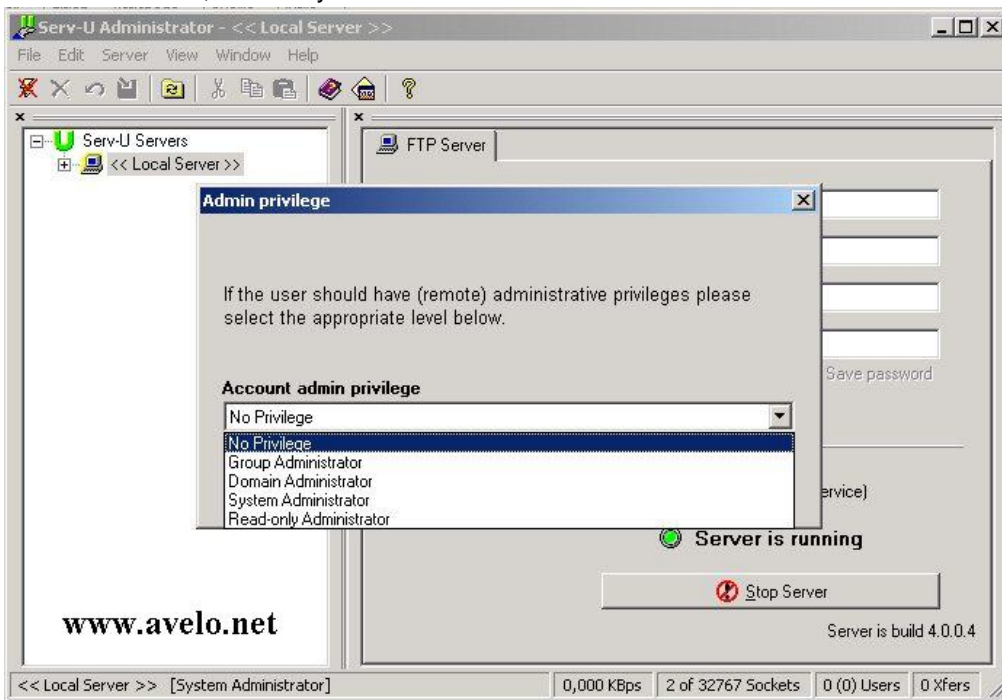 Serv-U Administrator - << Local Server >>
File Edit Server View Window Help
Serv-U Servers
<< Local Server >>
FTP Server
Admin privilege
If the user should have (remote) administrative privileges please
select the appropriate level below.
Account admin privilege
No Privilege
No Privilege
Group Administrator
Domain Administrator
System Administrator
Read-only Administrator
Save password
ervice)
Server is running
Stop Server
Server is build 4.0.0.4
www.avelo.net
<< Local Server >> [System Administrator] 0,000 KBps 2 of 32767 Sockets 0 (0) Users 0 Xfers